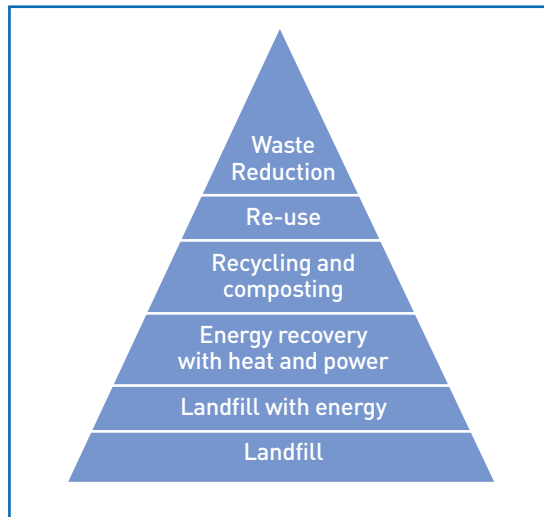 Waste
Reduction
Re-use
Recycling and
composting
Energy recovery
with heat and power
Landfill with energy
Landfill